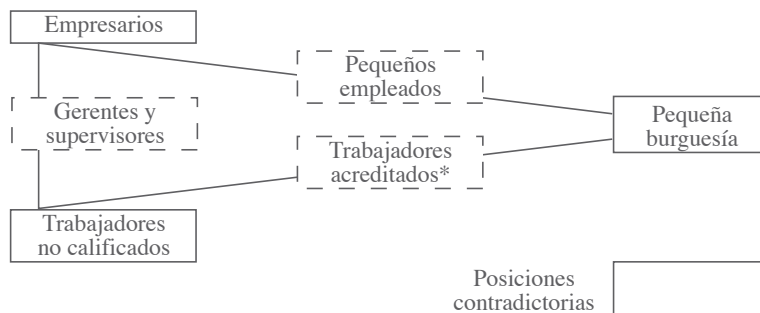 Empresarios
Pequeños
empleados
Gerentes y
supervisores
Pequeña
burguesía
Trabajadores
acreditados*
Trabajadores
no calificados
Posiciones
contradictorias